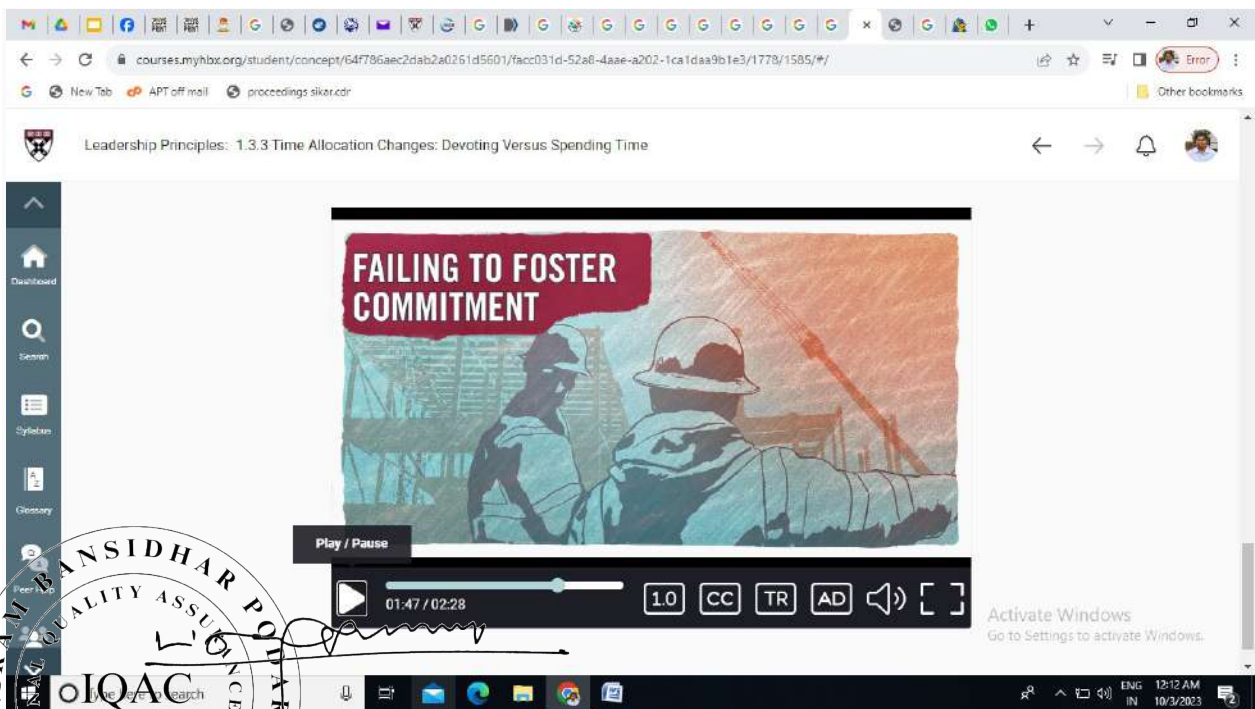 courses.myhbx.org/student/concept/64f786aec2dab2a0261d5601/facc031d-52a8-4aae-a202-1ca1daa9b1e3/1778/1585/#/
Error
New Tab
APT off mail
proceedings sikar.cdr
Other bookmarks
Leadership Principles: 1.3.3 Time Allocation Changes: Devoting Versus Spending Time
Dashboard
Search
Syllabus
Glossary
FAILING TO FOSTER
COMMITMENT
Play / Pause
01:47 / 02:28
1.0 CC TR AD
Activate Windows
Go to Settings to activate Windows.
BANSIDHAR
QUALITY
IQAC
ENG 12:12 AM
IN 10/3/2023